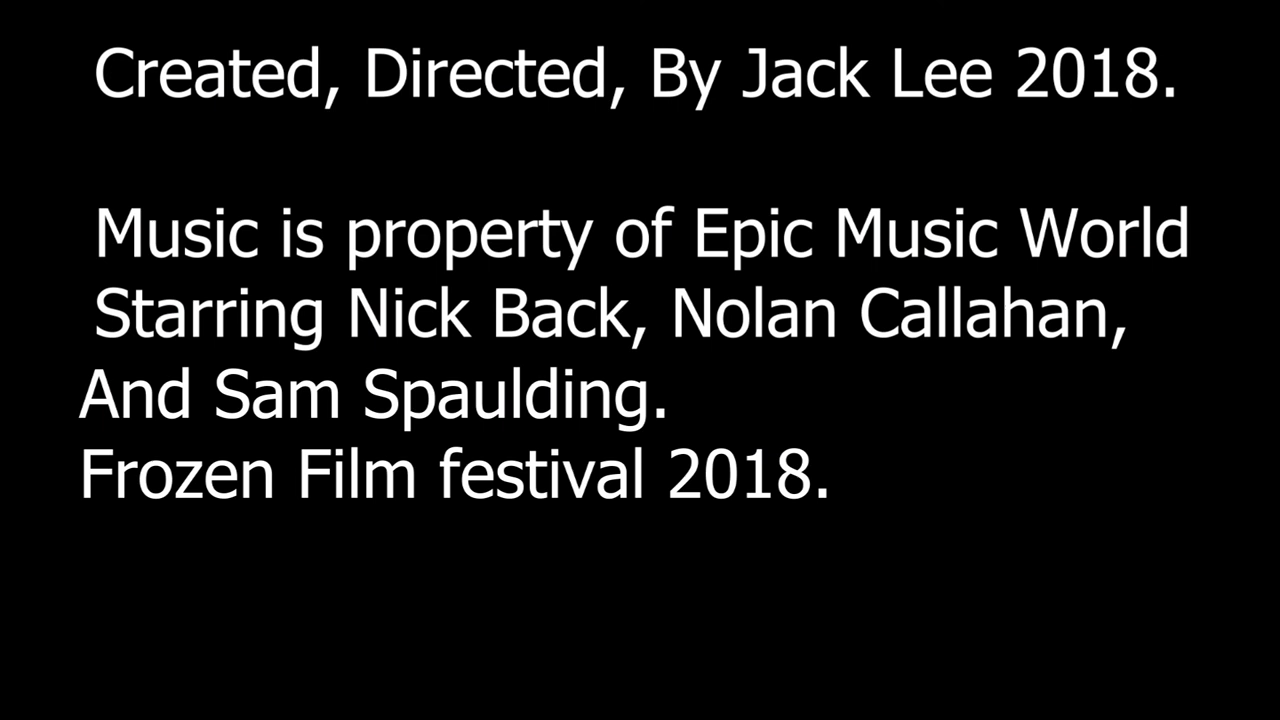 Created, Directed, By Jack Lee 2018.
Music is property of Epic Music World
Starring Nick Back, Nolan Callahan,
And Sam Spaulding.
Frozen Film festival 2018.